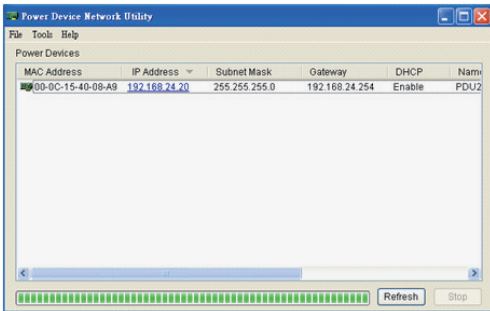 Power Device Network Utility
File Tools Help
Power Devices
MAC Address IP Address Subnet Mask Gateway DHCP Name
00-0C-15-40-08-A9 192.168.24.20 255.255.255.0 192.168.24.254 Enable PDU2
Refresh Stop